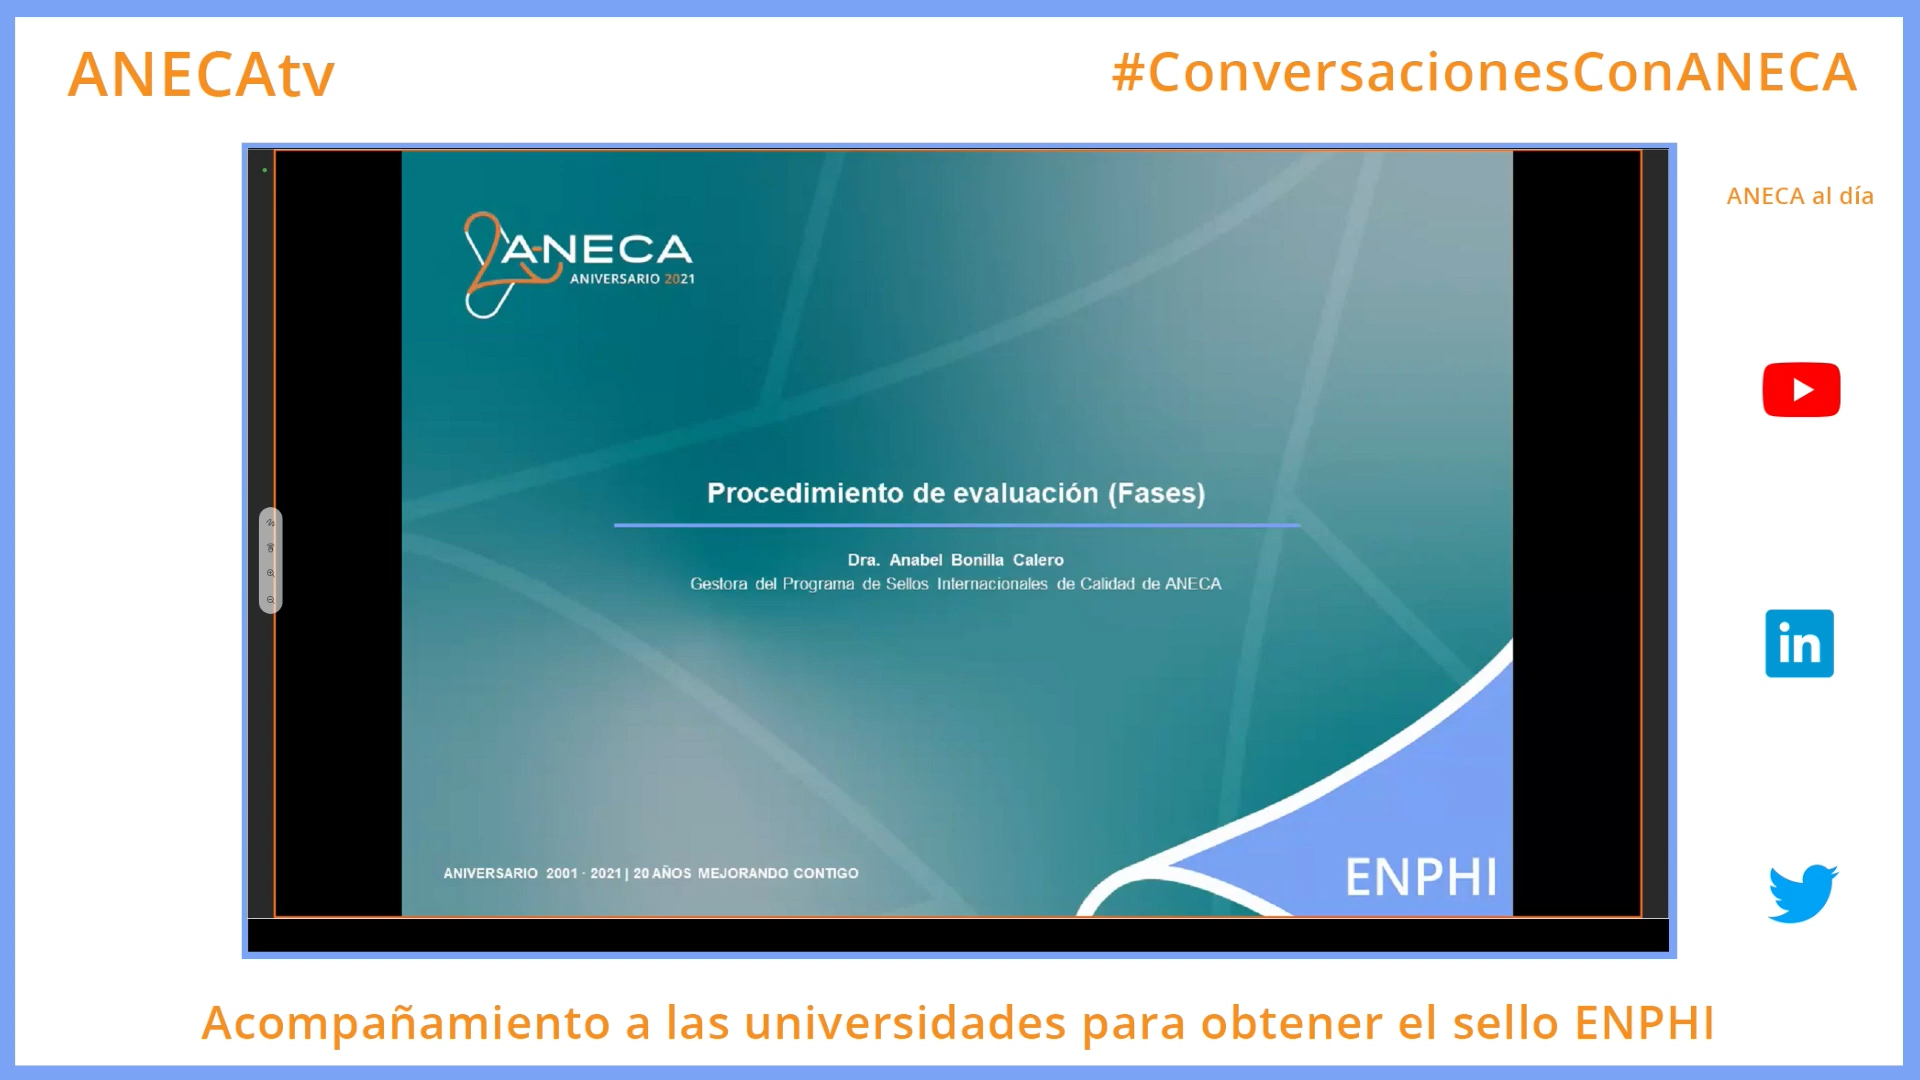 ANECAtv
#ConversacionesConANECA
ANECA al día
ANECA
ANIVERSARIO 2021
Procedimiento de evaluación (Fases)
Dra. Anabel Bonilla Calero
Gestora del Programa de Sellos Internacionales de Calidad de ANECA
in
ANIVERSARIO 2001 · 2021 | 20 AÑOS MEJORANDO CONTIGO
ENPHI
Acompañamiento a las universidades para obtener el sello ENPHI